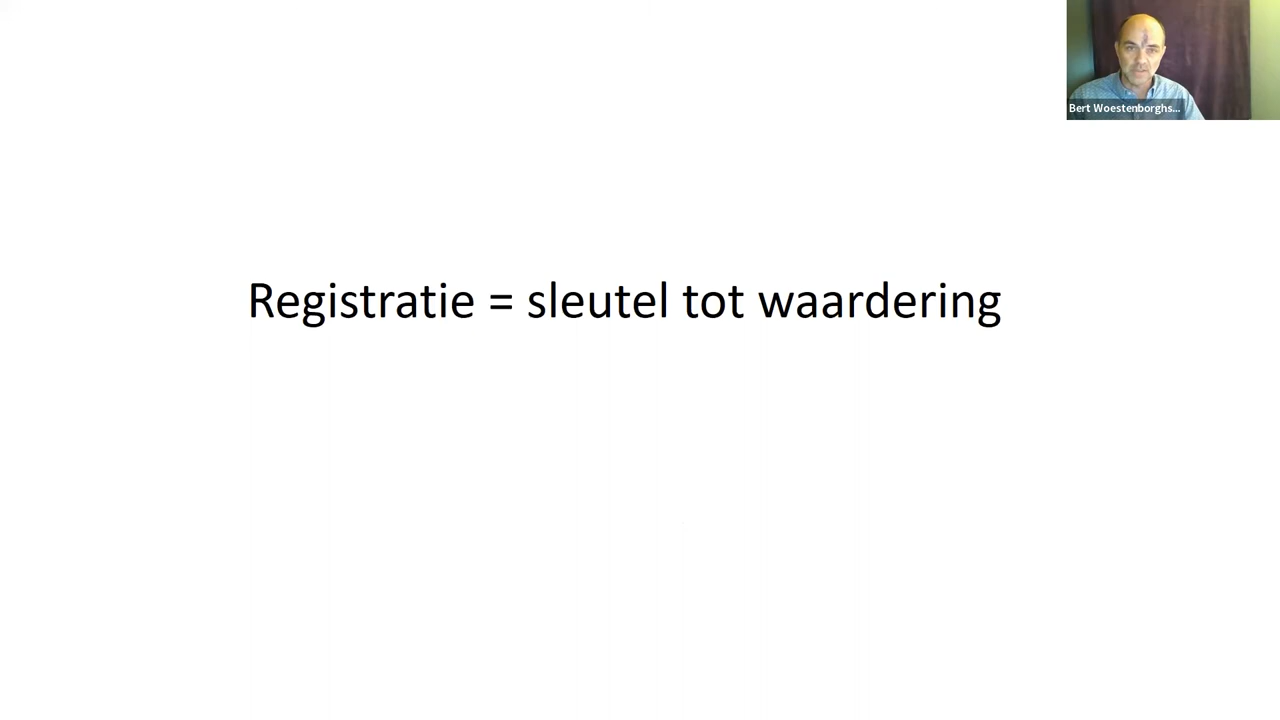 Registratie = sleutel tot waardering
Bert Woestenborghs...